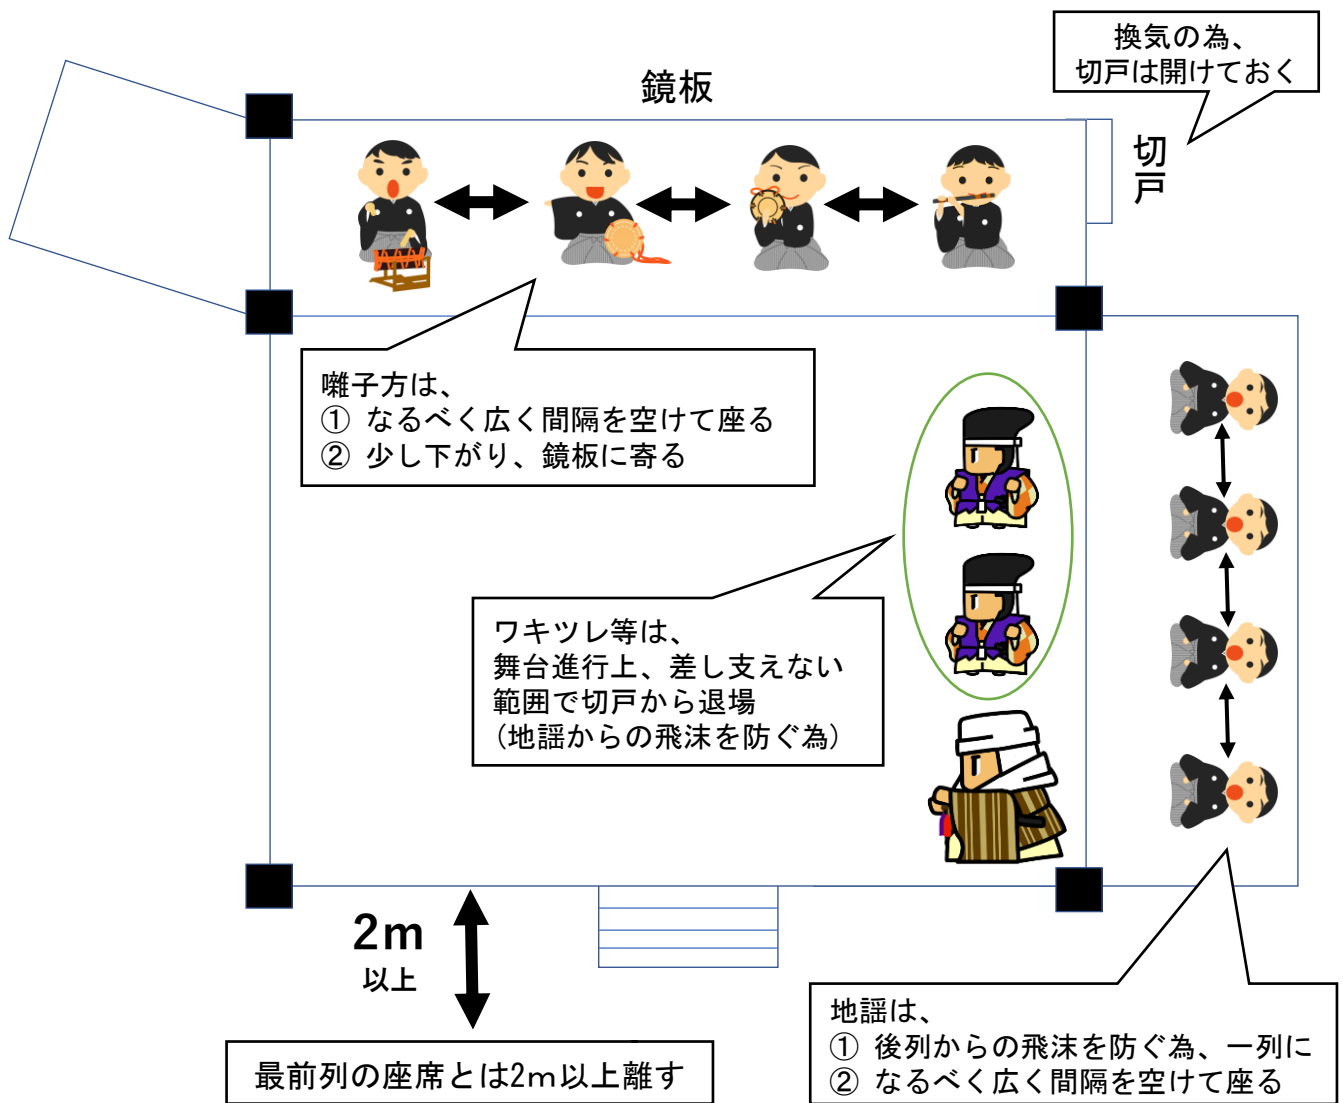 換気の為、
切戸は開けておく
鏡板
切戸
囃子方は、
① なるべく広く間隔を空けて座る
② 少し下がり、鏡板に寄る
ワキツレ等は、
舞台進行上、差し支えない
範囲で切戸から退場
(地謡からの飛沫を防ぐ為)
2m
以上
最前列の座席とは2m以上離す
地謡は、
① 後列からの飛沫を防ぐ為、一列に
② なるべく広く間隔を空けて座る